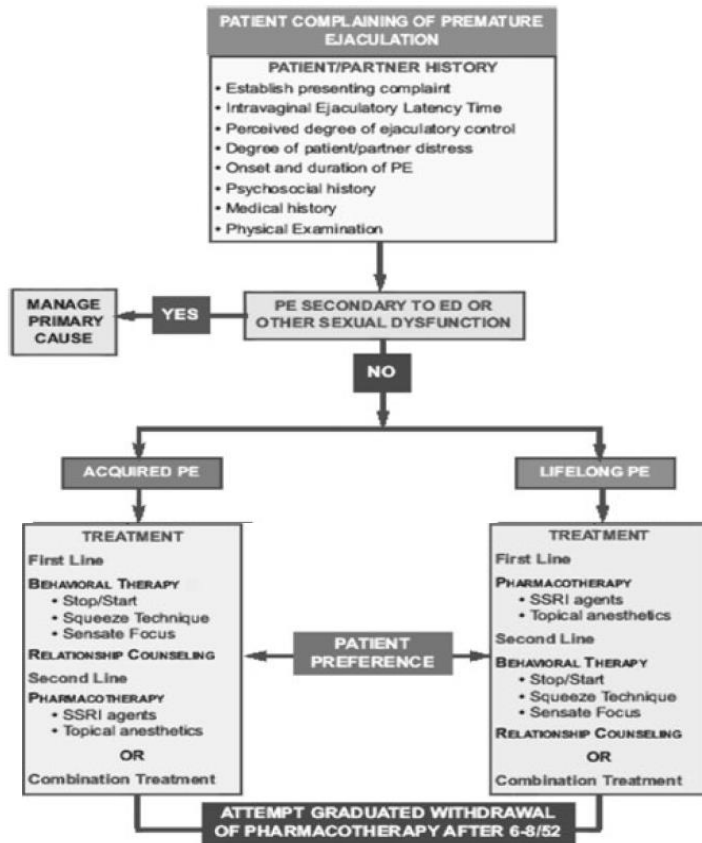 PATIENT COMPLAINING OF PREMATURE
EJACULATION
PATIENT/PARTNER HISTORY
• Establish presenting complaint
• Intravaginal Ejaculatory Latency Time
• Perceived degree of ejaculatory control
• Degree of patient/partner distress
• Onset and duration of PE
• Psychosocial history
• Medical history
• Physical Examination
MANAGE
PRIMARY
CAUSE
YES
PE SECONDARY TO ED OR
OTHER SEXUAL DYSFUNCTION
NO
ACQUIRED PE
LIFELONG PE
TREATMENT
First Line
BEHAVIORAL THERAPY
• Stop/Start
• Squeeze Technique
• Sensate Focus
RELATIONSHIP COUNSELING
Second Line
PHARMACOTHERAPY
• SSRI agents
• Topical anesthetics
OR
Combination Treatment
PATIENT
PREFERENCE
TREATMENT
First Line
PHARMACOTHERAPY
• SSRI agents
• Topical anesthetics
Second Line
BEHAVIORAL THERAPY
• Stop/Start
• Squeeze Technique
• Sensate Focus
RELATIONSHIP COUNSELING
OR
Combination Treatment
ATTEMPT GRADUATED WITHDRAWAL
OF PHARMACOTHERAPY AFTER 6-8/52